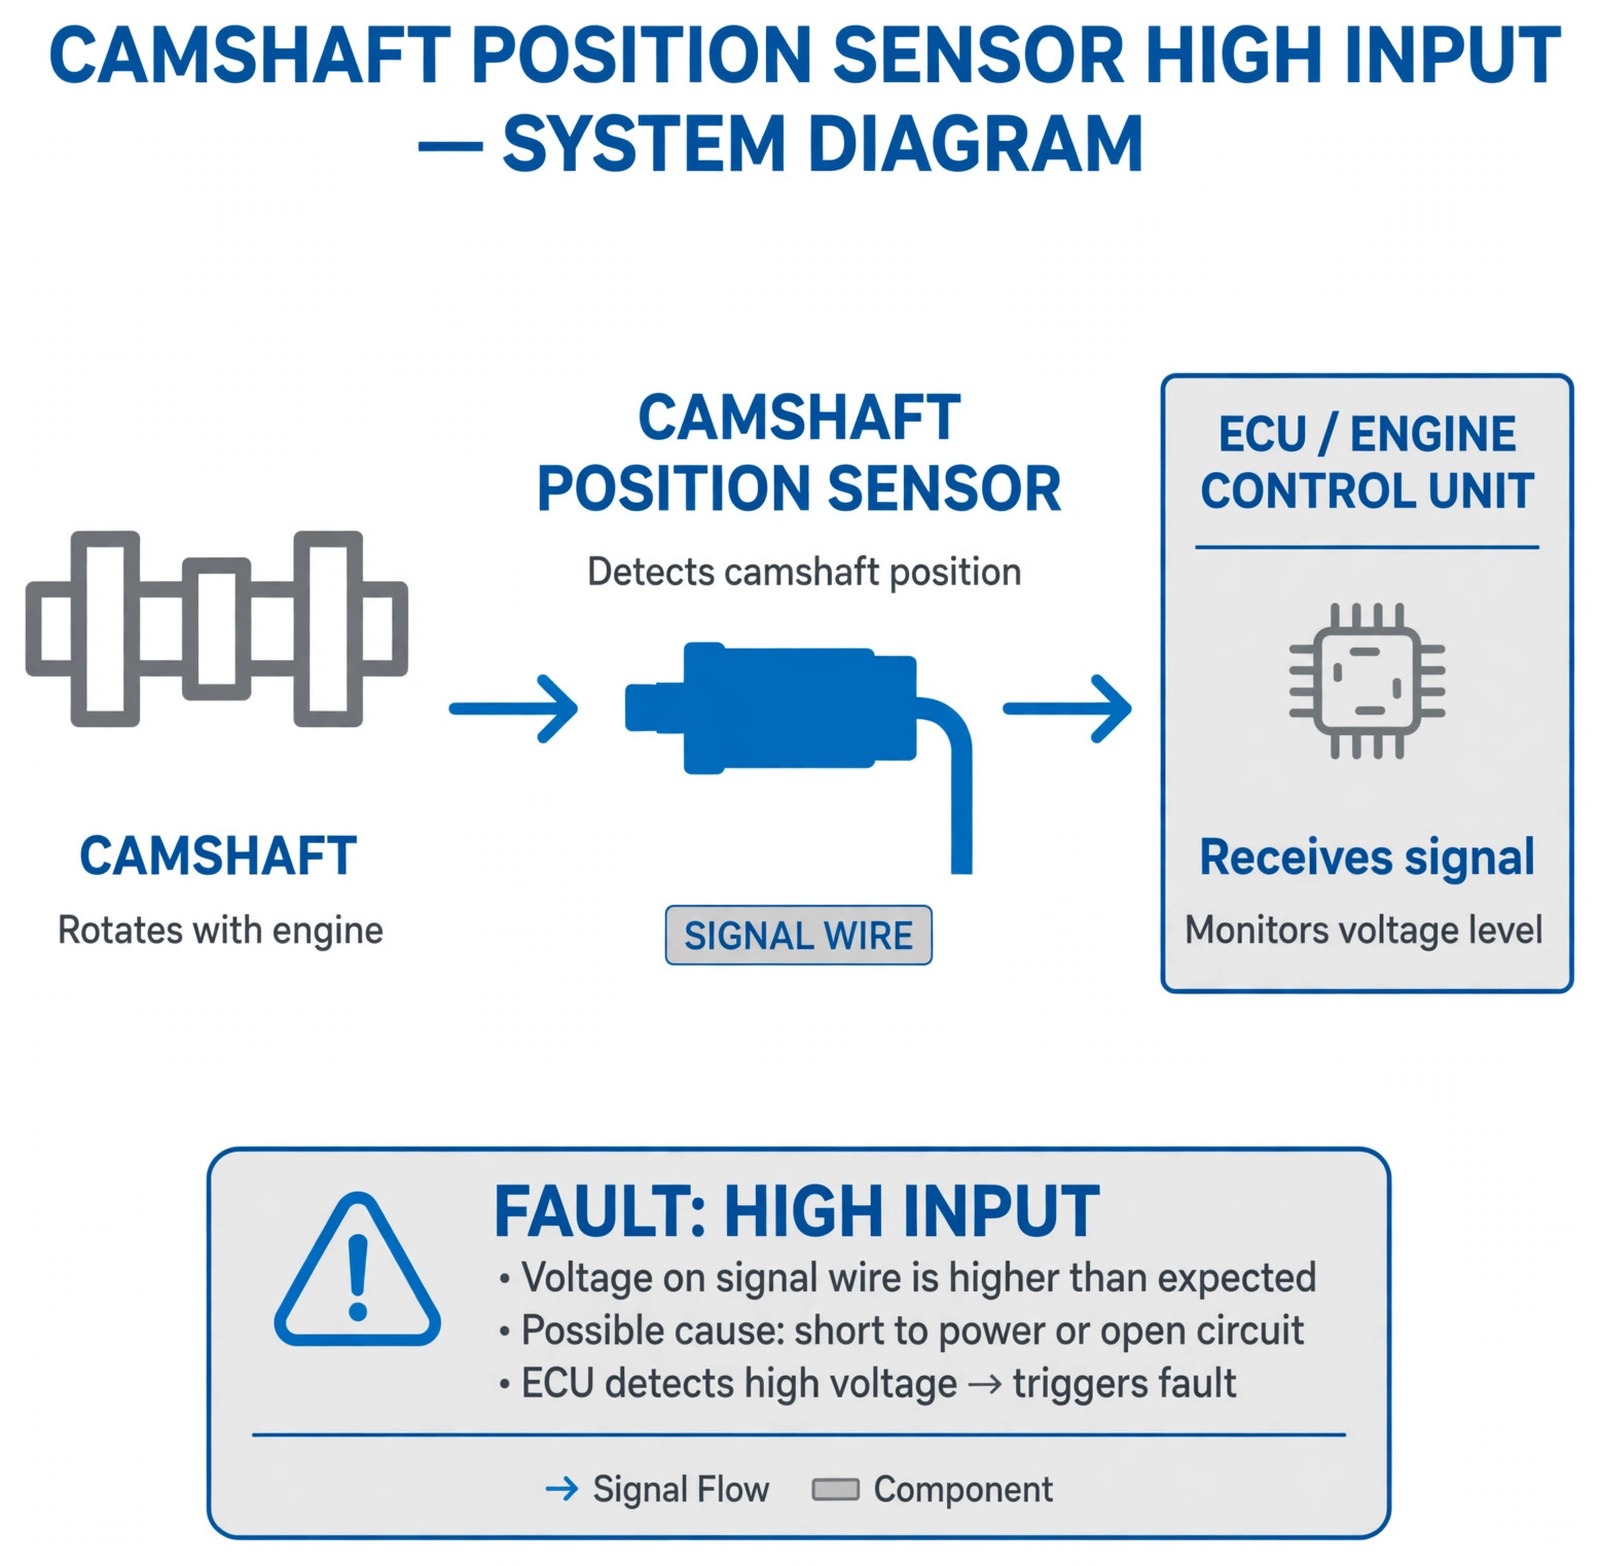 CAMSHAFT POSITION SENSOR HIGH INPUT
— SYSTEM DIAGRAM
CAMSHAFT
POSITION SENSOR
Detects camshaft position
ECU / ENGINE
CONTROL UNIT
CAMSHAFT
Rotates with engine
SIGNAL WIRE
Receives signal
Monitors voltage level
FAULT: HIGH INPUT
• Voltage on signal wire is higher than expected
• Possible cause: short to power or open circuit
• ECU detects high voltage → triggers fault
→ Signal Flow
Component